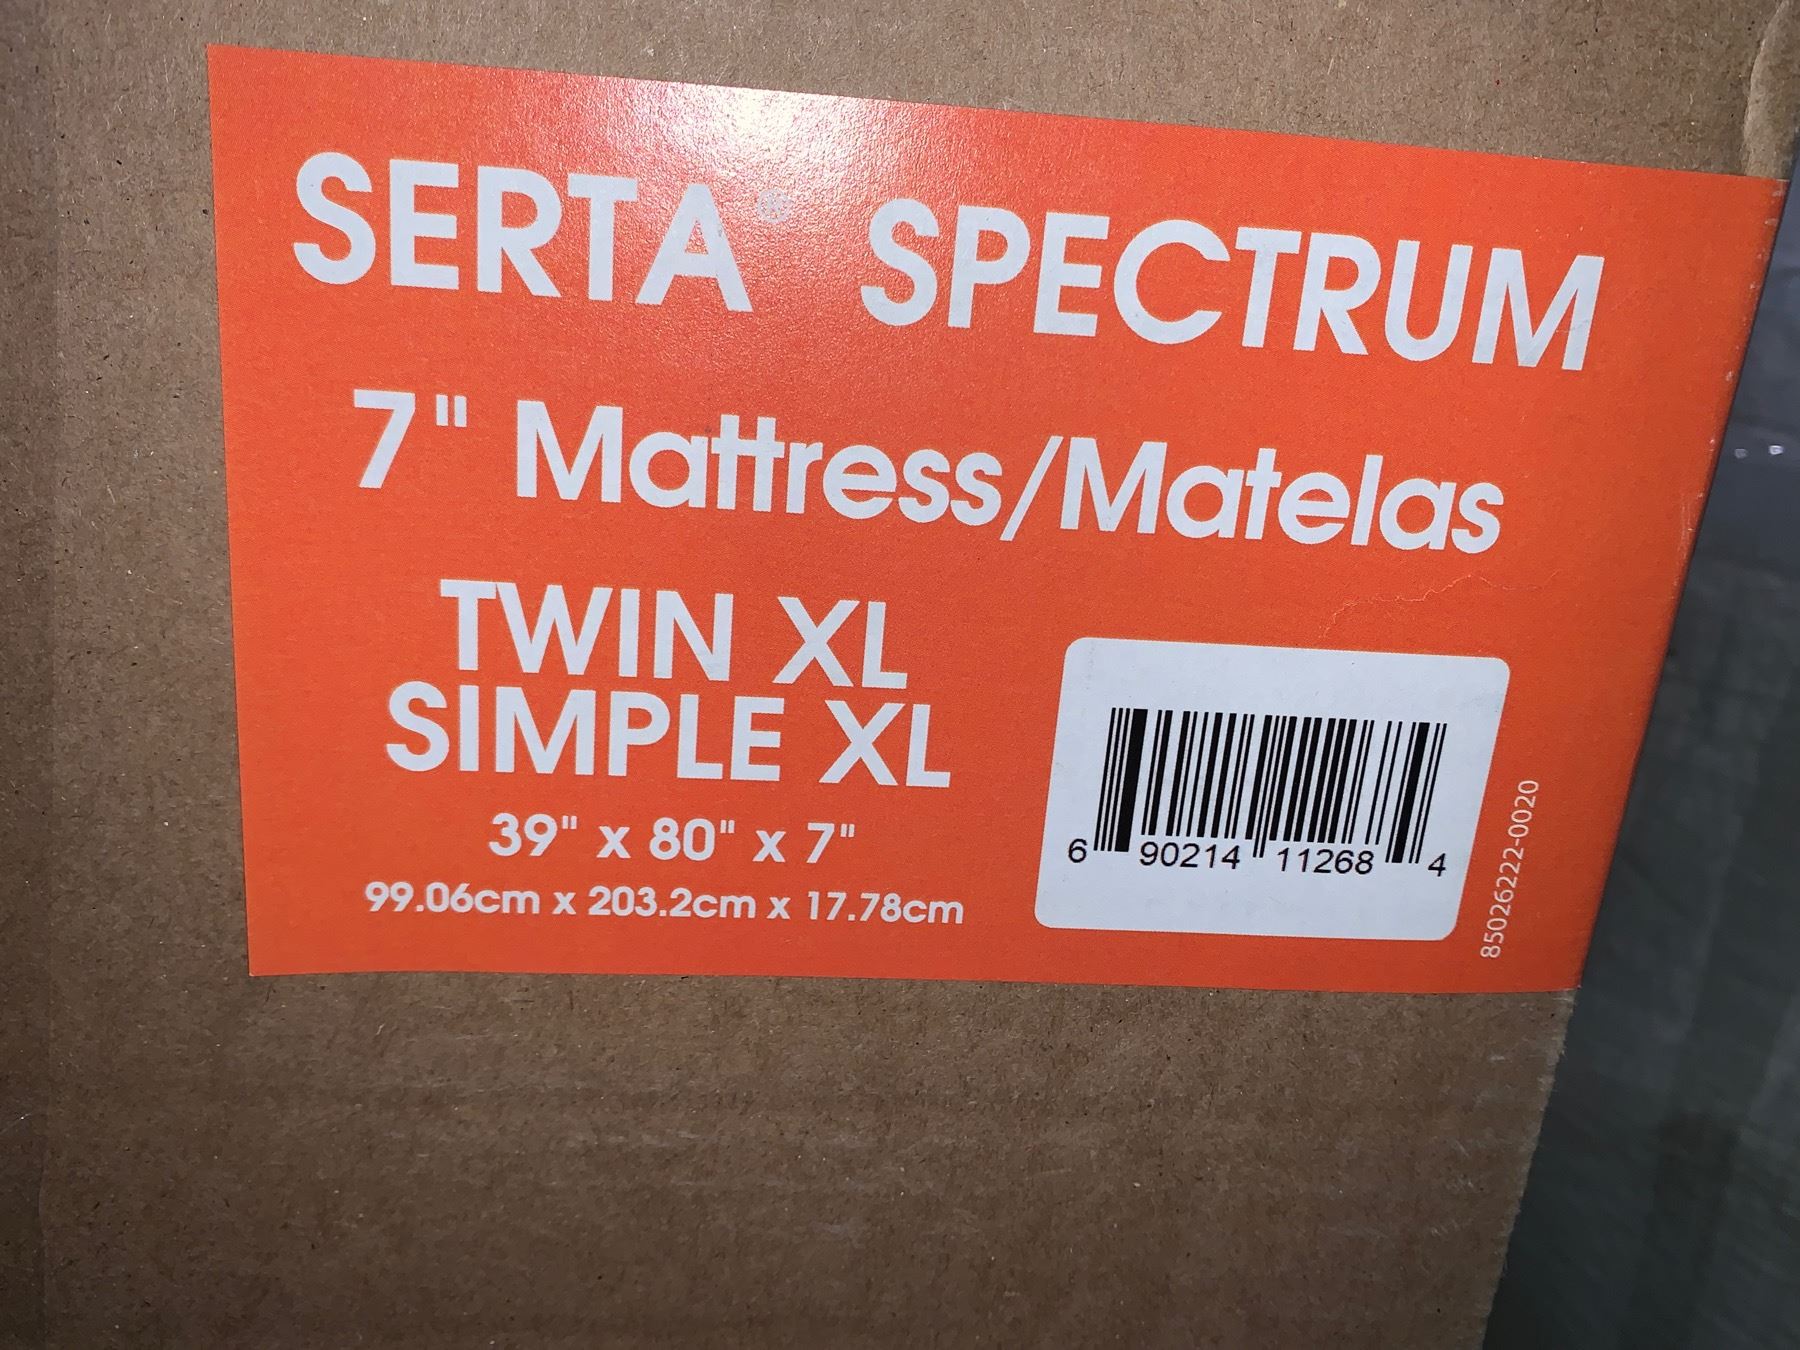 SERTA® SPECTRUM
7" Mattress/Matelas
TWIN XL
SIMPLE XL
39" x 80" x 7"
99.06cm x 203.2cm x 17.78cm
6 90214 11268 4
85026222-0020